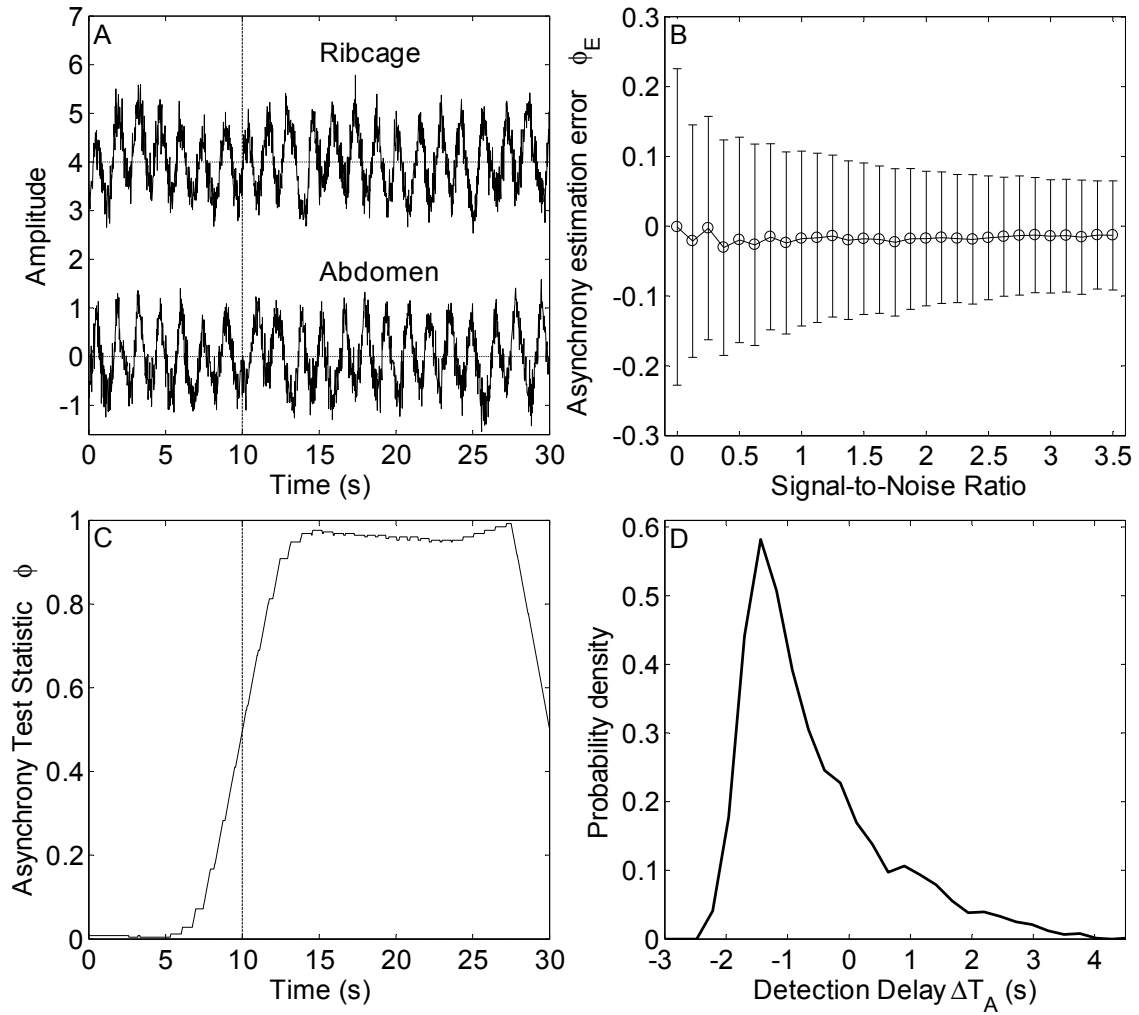 A
Ribcage
Abdomen
Amplitude
7
6
5
4
3
2
1
0
-1
0 5 10 15 20 25 30
Time (s)
B
Asynchrony estimation error ϕE
0.3
0.2
0.1
0
-0.1
-0.2
-0.3
0 0.5 1 1.5 2 2.5 3 3.5
Signal-to-Noise Ratio
C
Asynchrony Test Statistic ϕ
1
0.8
0.6
0.4
0.2
0
0 5 10 15 20 25 30
Time (s)
D
Probability density
0.6
0.5
0.4
0.3
0.2
0.1
0
-3 -2 -1 0 1 2 3 4
Detection Delay ΔTA (s)